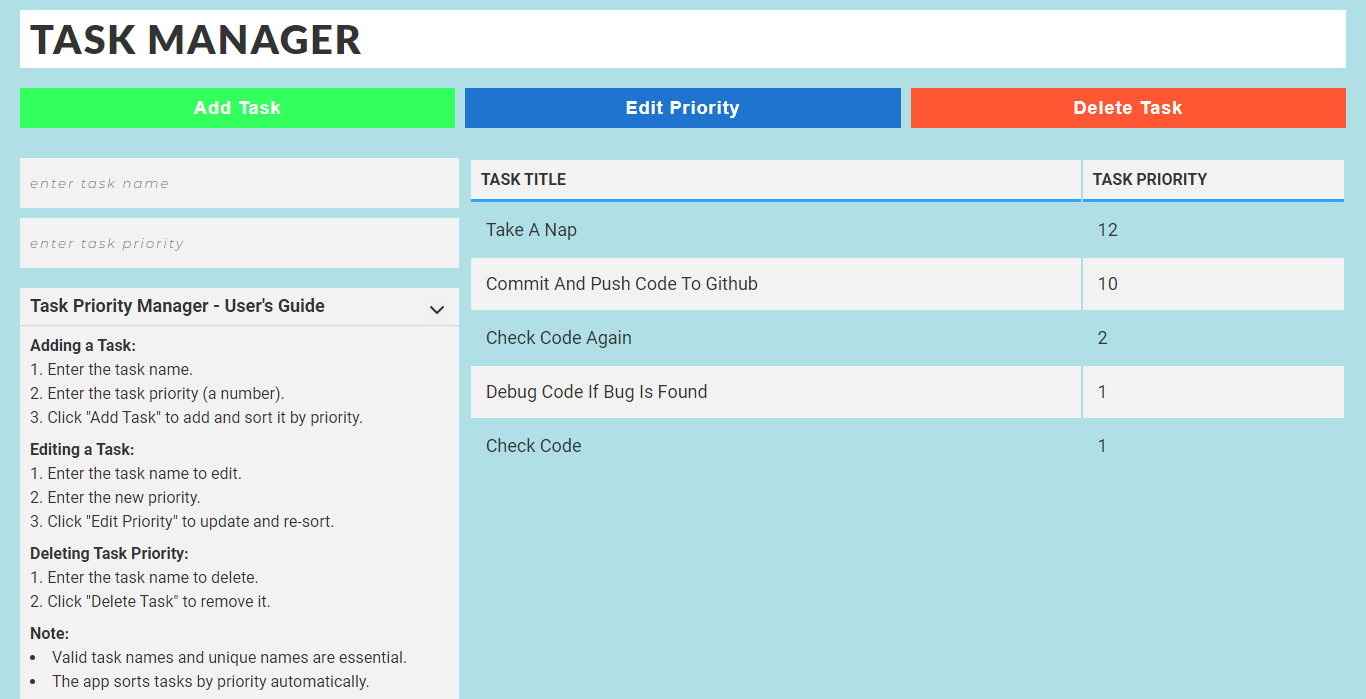 TASK MANAGER
Add Task
Edit Priority
Delete Task
enter task name
enter task priority
Task Priority Manager - User's Guide
Adding a Task:
1. Enter the task name.
2. Enter the task priority (a number).
3. Click "Add Task" to add and sort it by priority.
Editing a Task:
1. Enter the task name to edit.
2. Enter the new priority.
3. Click "Edit Priority" to update and re-sort.
Deleting Task Priority:
1. Enter the task name to delete.
2. Click "Delete Task" to remove it.
Note:
• Valid task names and unique names are essential.
• The app sorts tasks by priority automatically.
TASK TITLE TASK PRIORITY
Take A Nap 12
Commit And Push Code To Github 10
Check Code Again 2
Debug Code If Bug Is Found 1
Check Code 1